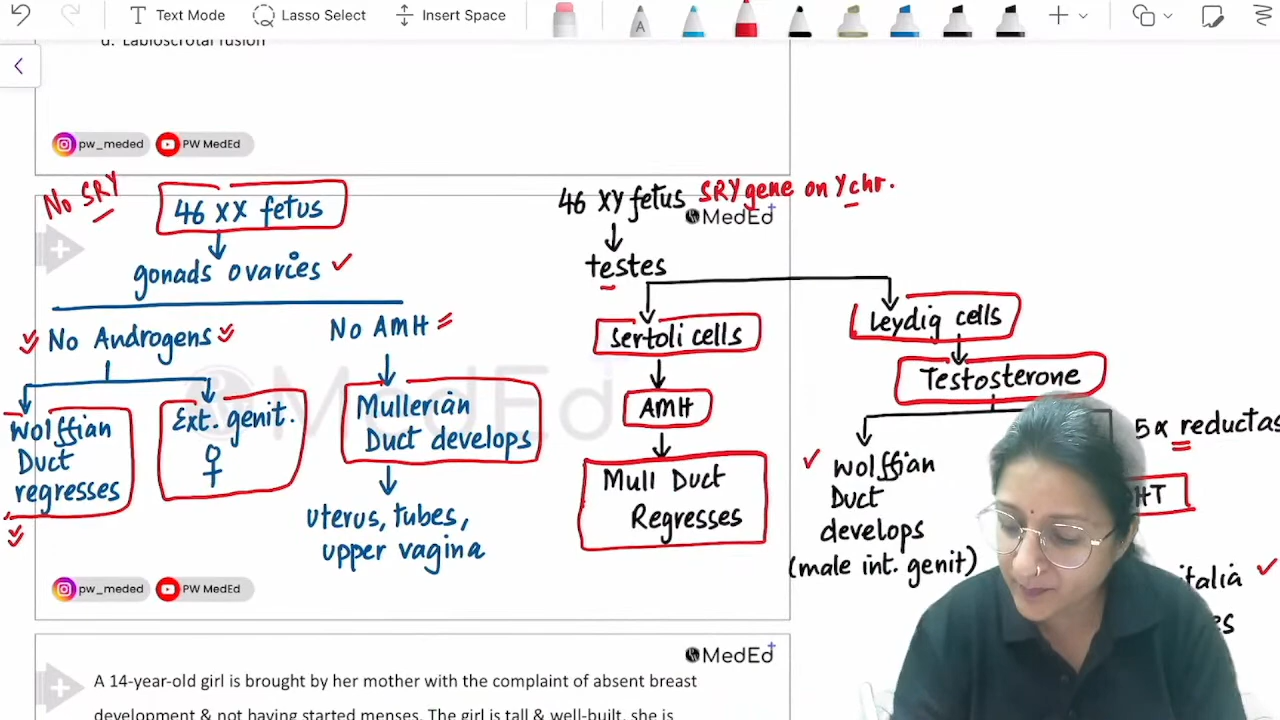 Text Mode
Lasso Select
Insert Space
A
d. Labioscrotal fusion
pw_meded
PW MedEd
No SRY
46 XX fetus
gonads ovaries
No Androgens
No AMH
Wolffian
Duct
regresses
Ext. genit.
♀
Mullerian
Duct develops
uterus, tubes,
upper vagina
46 XY fetus
SRY gene on Y chr.
MedEd
testes
Sertoli cells
AMH
Mull Duct
Regresses
Leydig cells
Testosterone
Wolffian
Duct
develops
(male int. genit)
5α reductas
HT
italia
es
MedEd
pw_meded
PW MedEd
MedEd
A 14-year-old girl is brought by her mother with the complaint of absent breast
development & not having started menses. The girl is tall & well-built, she is